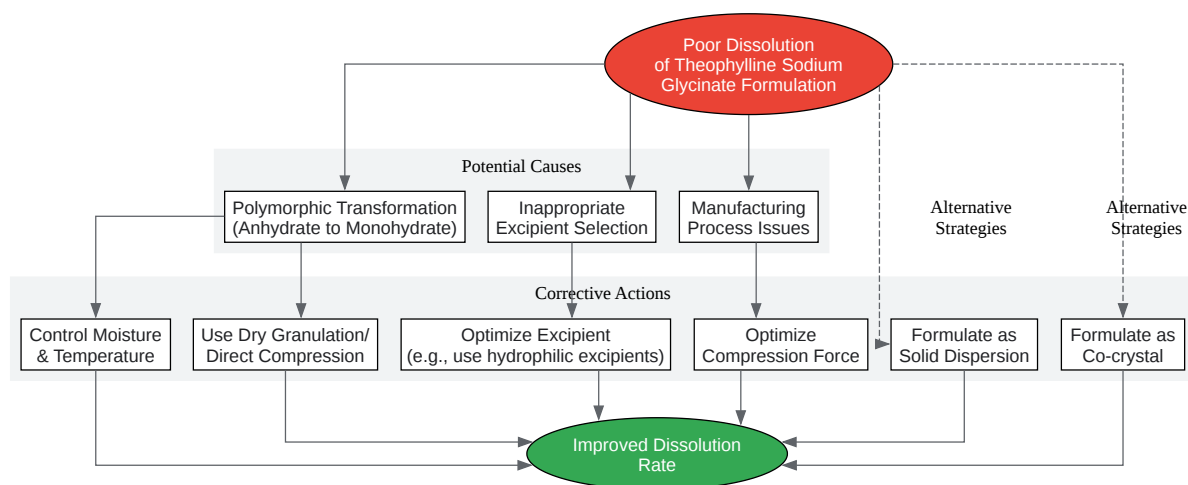 Poor Dissolution
of Theophylline Sodium
Glycinate Formulation
Potential Causes
Polymorphic Transformation
(Anhydrate to Monohydrate)
Inappropriate
Excipient Selection
Manufacturing
Process Issues
Alternative
Strategies
Alternative
Strategies
Corrective Actions
Control Moisture
& Temperature
Use Dry Granulation/
Direct Compression
Optimize Excipient
(e.g., use hydrophilic excipients)
Optimize
Compression Force
Formulate as
Solid Dispersion
Formulate as
Co-crystal
Improved Dissolution
Rate